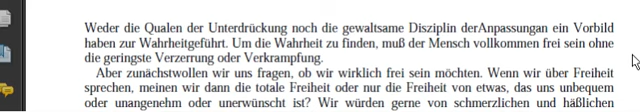 Weder die Qualen der Unterdrückung noch die gewaltsame Disziplin derAnpassungan ein Vorbild
haben zur Wahrheitgeführt. Um die Wahrheit zu finden, muß der Mensch vollkommen frei sein ohne
die geringste Verzerrung oder Verkrampfung.
Aber zunächstwollen wir uns fragen, ob wir wirklich frei sein möchten. Wenn wir über Freiheit
sprechen, meinen wir dann die totale Freiheit oder nur die Freiheit von etwas, das uns unbequem
oder unangenehm oder unerwünscht ist? Wir würden gerne von schmerzlichen und häßlichen